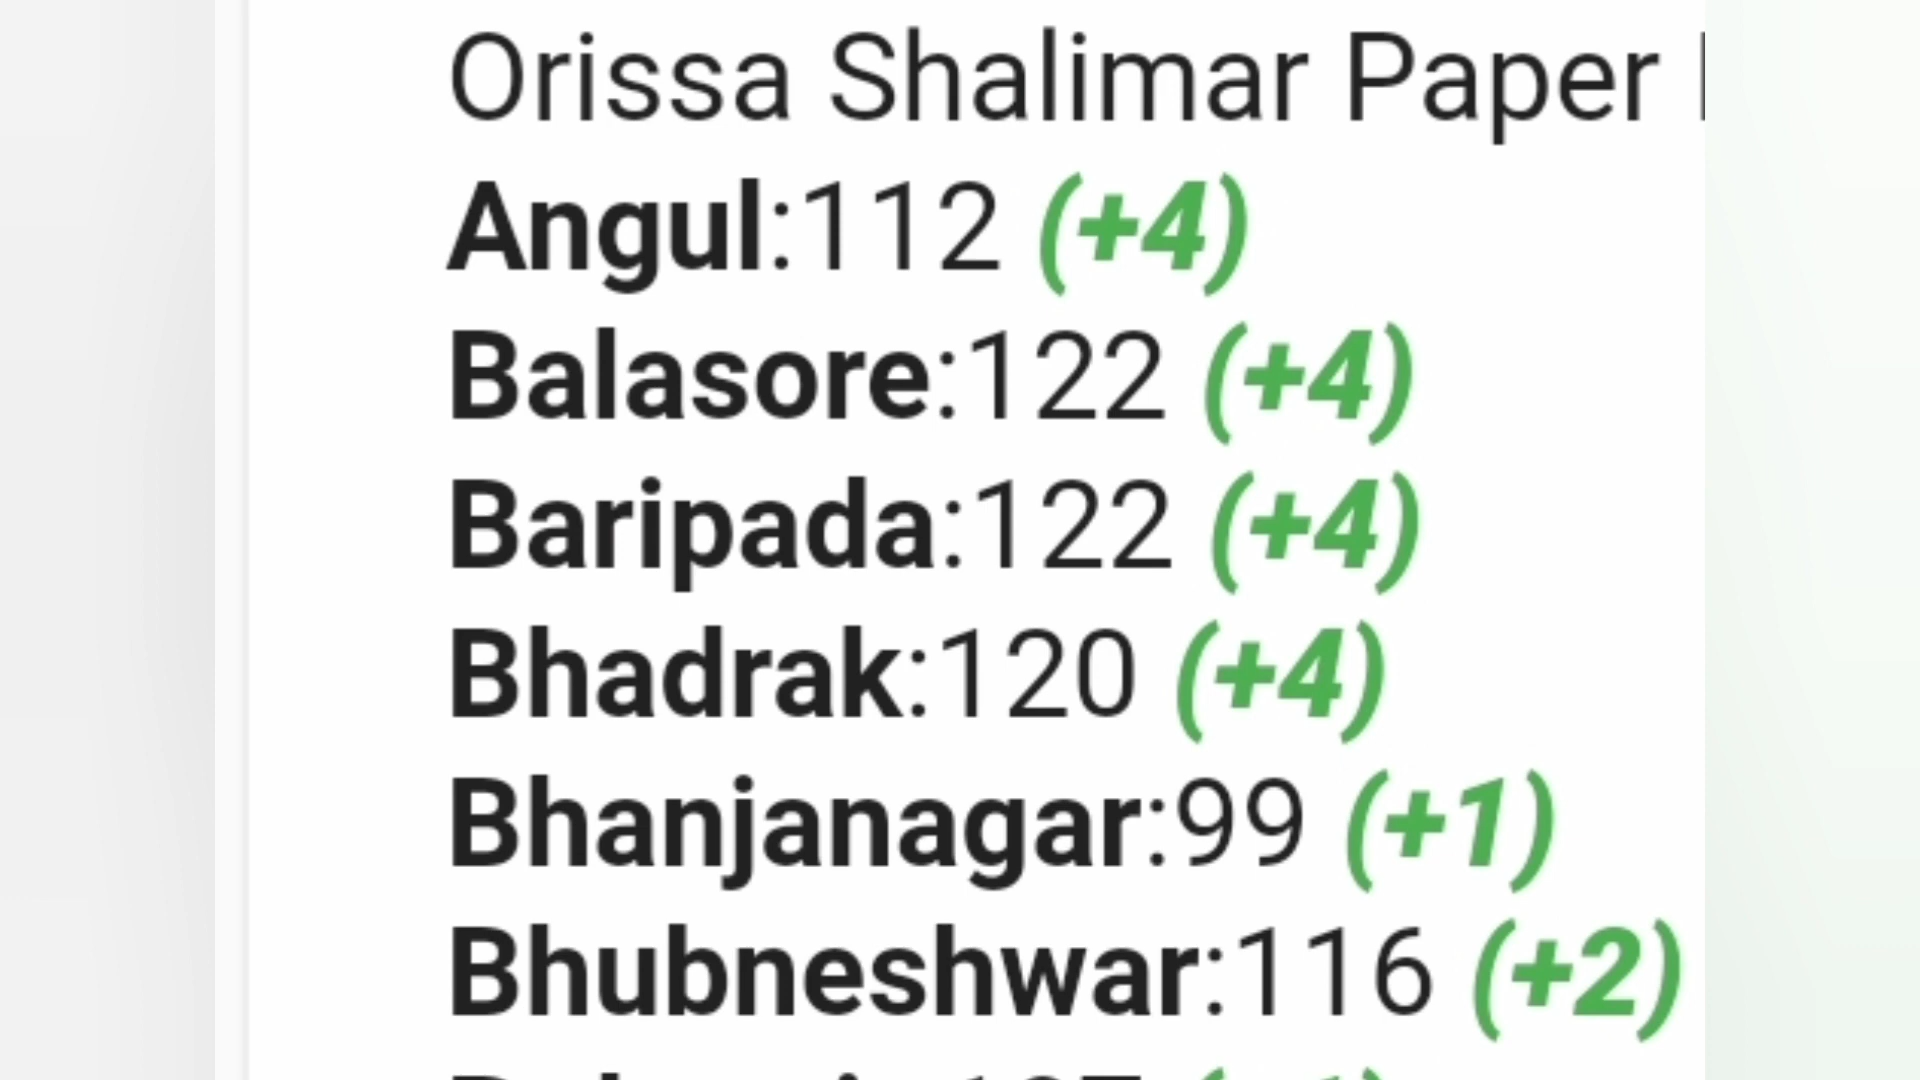 Orissa Shalimar Paper
Angul:112 (+4)
Balasore:122 (+4)
Baripada:122 (+4)
Bhadrak:120 (+4)
Bhanjanagar:99 (+1)
Bhubneshwar:116 (+2)